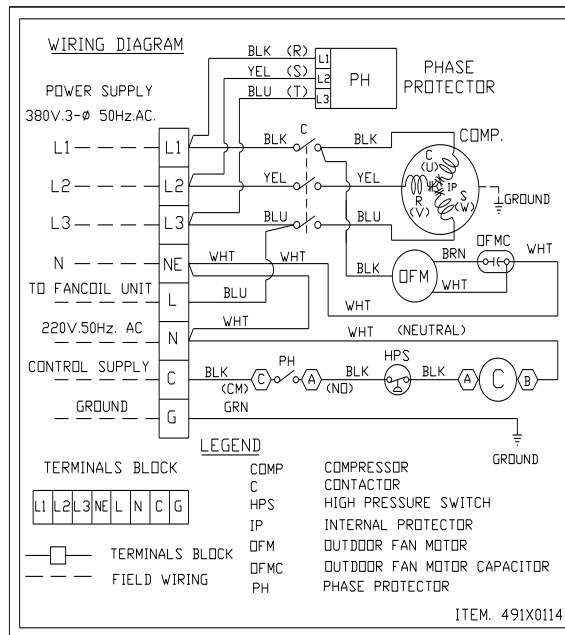 WIRING DIAGRAM
POWER SUPPLY
380V.3-Ø 50Hz.AC.
BLK (R)
YEL (S)
BLU (T)
L1
L2
L3
PH
PHASE
PROTECTOR
L1
L1
BLK
C
BLK
COMP.
L2
L2
YEL
YEL
C
(U)
IP
R
(V)
S
(W)
GROUND
L3
L3
BLU
BLU
N
NE
WHT
WHT
BLK
OFM
BRN
OFMC
WHT
WHT
TO FANCOIL UNIT
L
BLU
WHT
220V.50Hz. AC
N
WHT
WHT (NEUTRAL)
CONTROL SUPPLY
C
BLK
(CM)
C
PH
A
(NO)
BLK
HPS
BLK
A
C
B
GROUND
G
GRN
GROUND
LEGEND
TERMINALS BLOCK
L1 L2 L3 NE L N C G
TERMINALS BLOCK
FIELD WIRING
COMP COMPRESSOR
C CONTACTOR
HPS HIGH PRESSURE SWITCH
IP INTERNAL PROTECTOR
OFM OUTDOOR FAN MOTOR
OFMC OUTDOOR FAN MOTOR CAPACITOR
PH PHASE PROTECTOR
ITEM. 491X0114